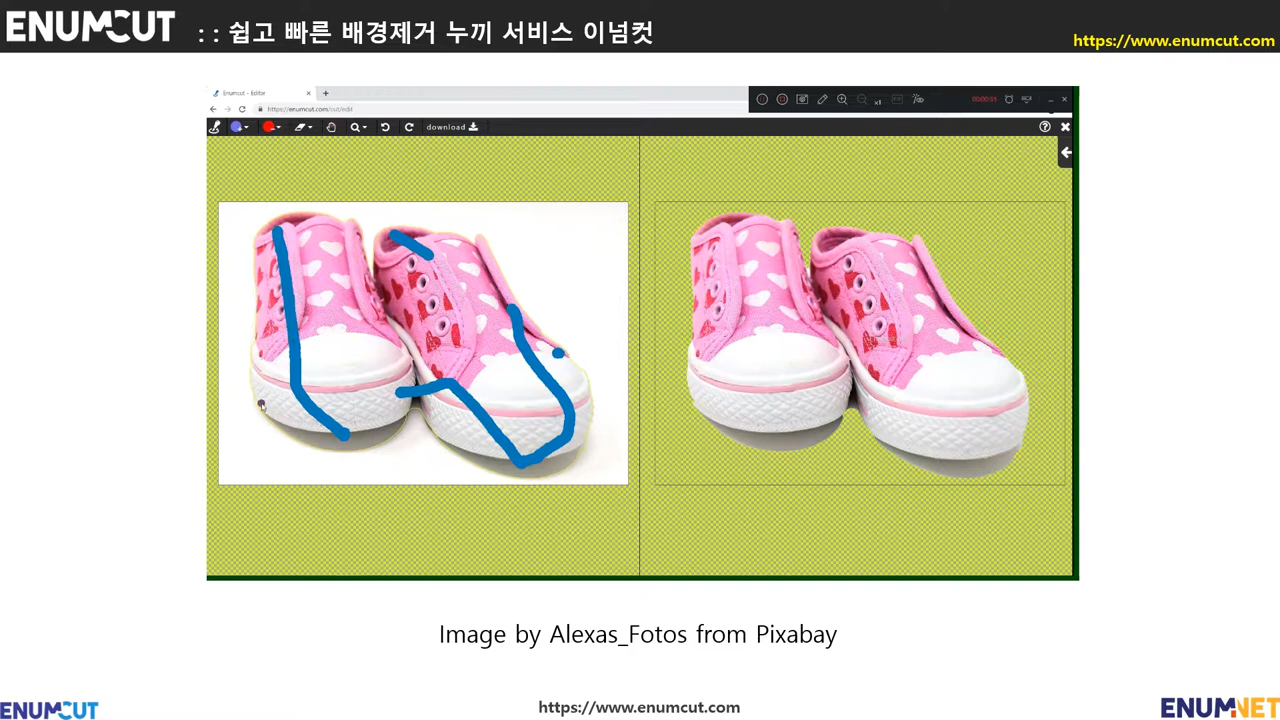 ENUMCUT :: 쉽고 빠른 배경제거 누끼 서비스 이넘컷
https://www.enumcut.com
Enumcut - Editor
https://enumcut.com/cut/edit
x1
download
Image by Alexas_Fotos from Pixabay
ENUMCUT
https://www.enumcut.com
ENUMNET